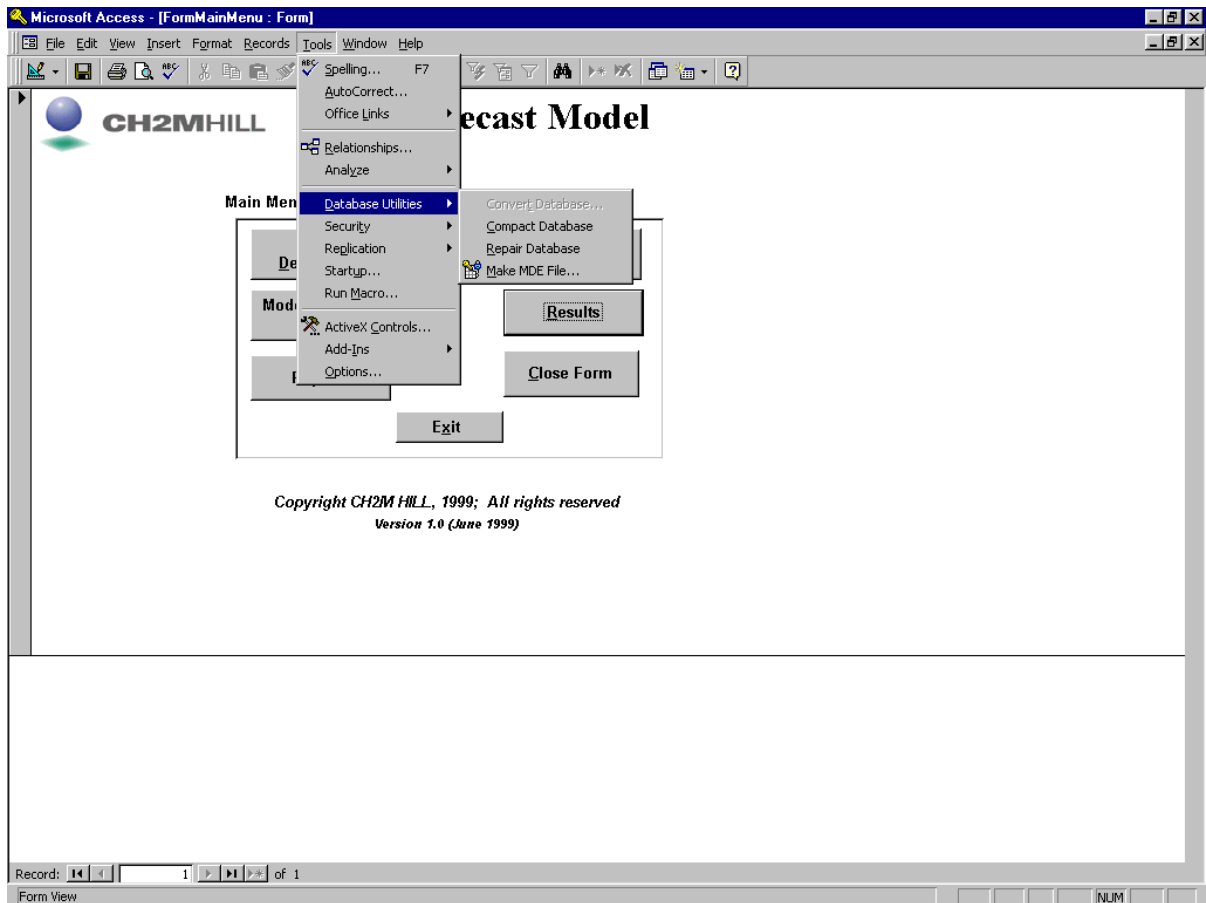 Microsoft Access - [FormMainMenu : Form]
File Edit View Insert Format Records Tools Window Help
ABC
ABC
Spelling... F7
AutoCorrect...
Office Links
CH2MHILL
ecast Model
Relationships...
Analyze
Main Men
Database Utilities
Convert Database...
Security
Compact Database
Replication
Repair Database
De
Startup...
Make MDE File...
Run Macro...
Mod
Results
ActiveX Controls...
Add-Ins
Options...
Close Form
Exit
Copyright CH2M HILL, 1999; All rights reserved
Version 1.0 (June 1999)
Record: 1 of 1
Form View NUM